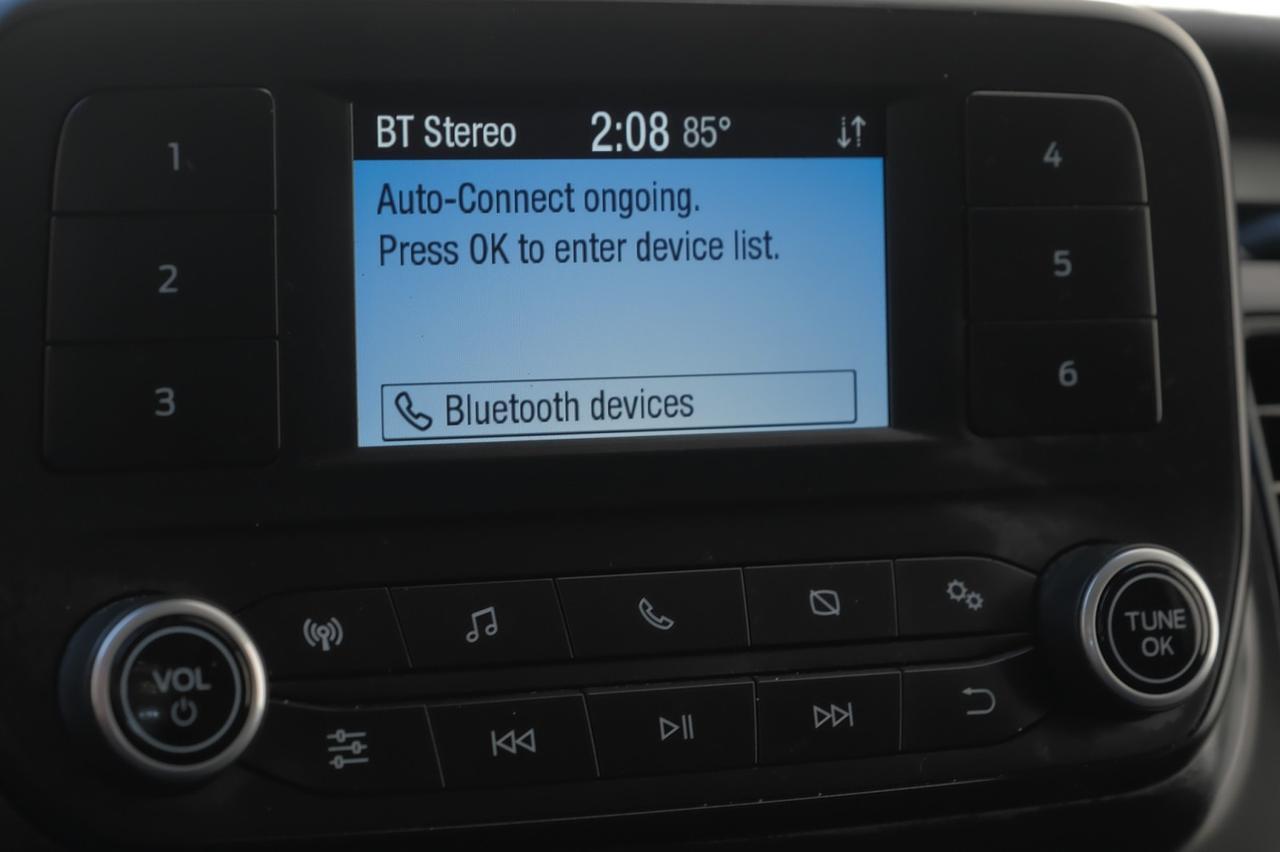 BT Stereo 2:08 85°
Auto-Connect ongoing.
Press OK to enter device list.
Bluetooth devices
1
2
3
4
5
6
VOL
TUNE
OK